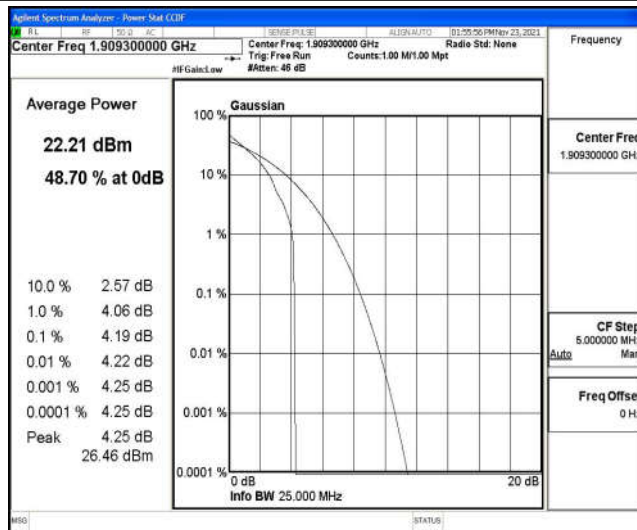 Agilent Spectrum Analyzer - Power Stat CCDF
RL RF 50 Ω AC SENSE:PULSE ALIGN AUTO 01:55:56 PM Nov 23, 2021
Center Freq 1.909300000 GHz
Center Freq: 1.909300000 GHz Radio Std: None
Trig: Free Run Counts:1.00 M/1.00 Mpt
#IFGain:Low #Atten: 46 dB
Frequency
Average Power
22.21 dBm
48.70 % at 0dB
10.0 % 2.57 dB
1.0 % 4.06 dB
0.1 % 4.19 dB
0.01 % 4.22 dB
0.001 % 4.25 dB
0.0001 % 4.25 dB
Peak 4.25 dB
26.46 dBm
Gaussian
100 %
10 %
1 %
0.1 %
0.01 %
0.001 %
0.0001 %
0 dB 20 dB
Info BW 25.000 MHz
Center Freq
1.909300000 GH
CF Step
5.000000 MH
Auto Man
Freq Offse
0 H
MSG STATUS